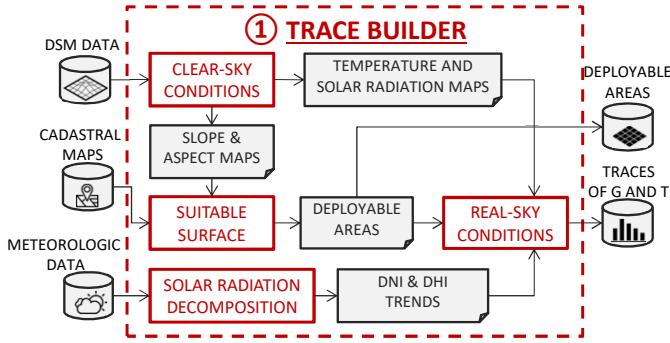 ① TRACE BUILDER
DSM DATA
CLEAR-SKY
CONDITIONS
TEMPERATURE AND
SOLAR RADIATION MAPS
DEPLOYABLE
AREAS
CADASTRAL
MAPS
SLOPE &
ASPECT MAPS
TRACES
OF G AND T
SUITABLE
SURFACE
DEPLOYABLE
AREAS
REAL-SKY
CONDITIONS
METEOROLOGIC
DATA
SOLAR RADIATION
DECOMPOSITION
DNI & DHI
TRENDS